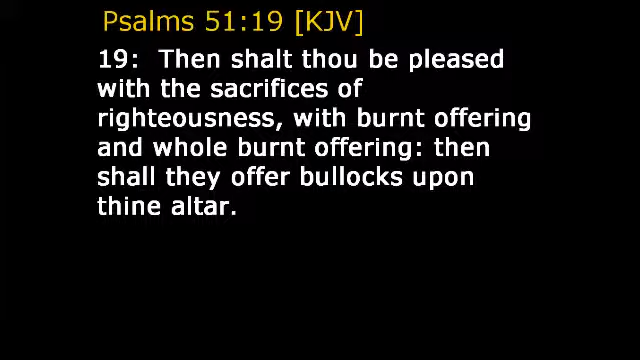 Psalms 51:19 [KJV]
19:  Then shalt thou be pleased
with the sacrifices of
righteousness, with burnt offering
and whole burnt offering: then
shall they offer bullocks upon
thine altar.